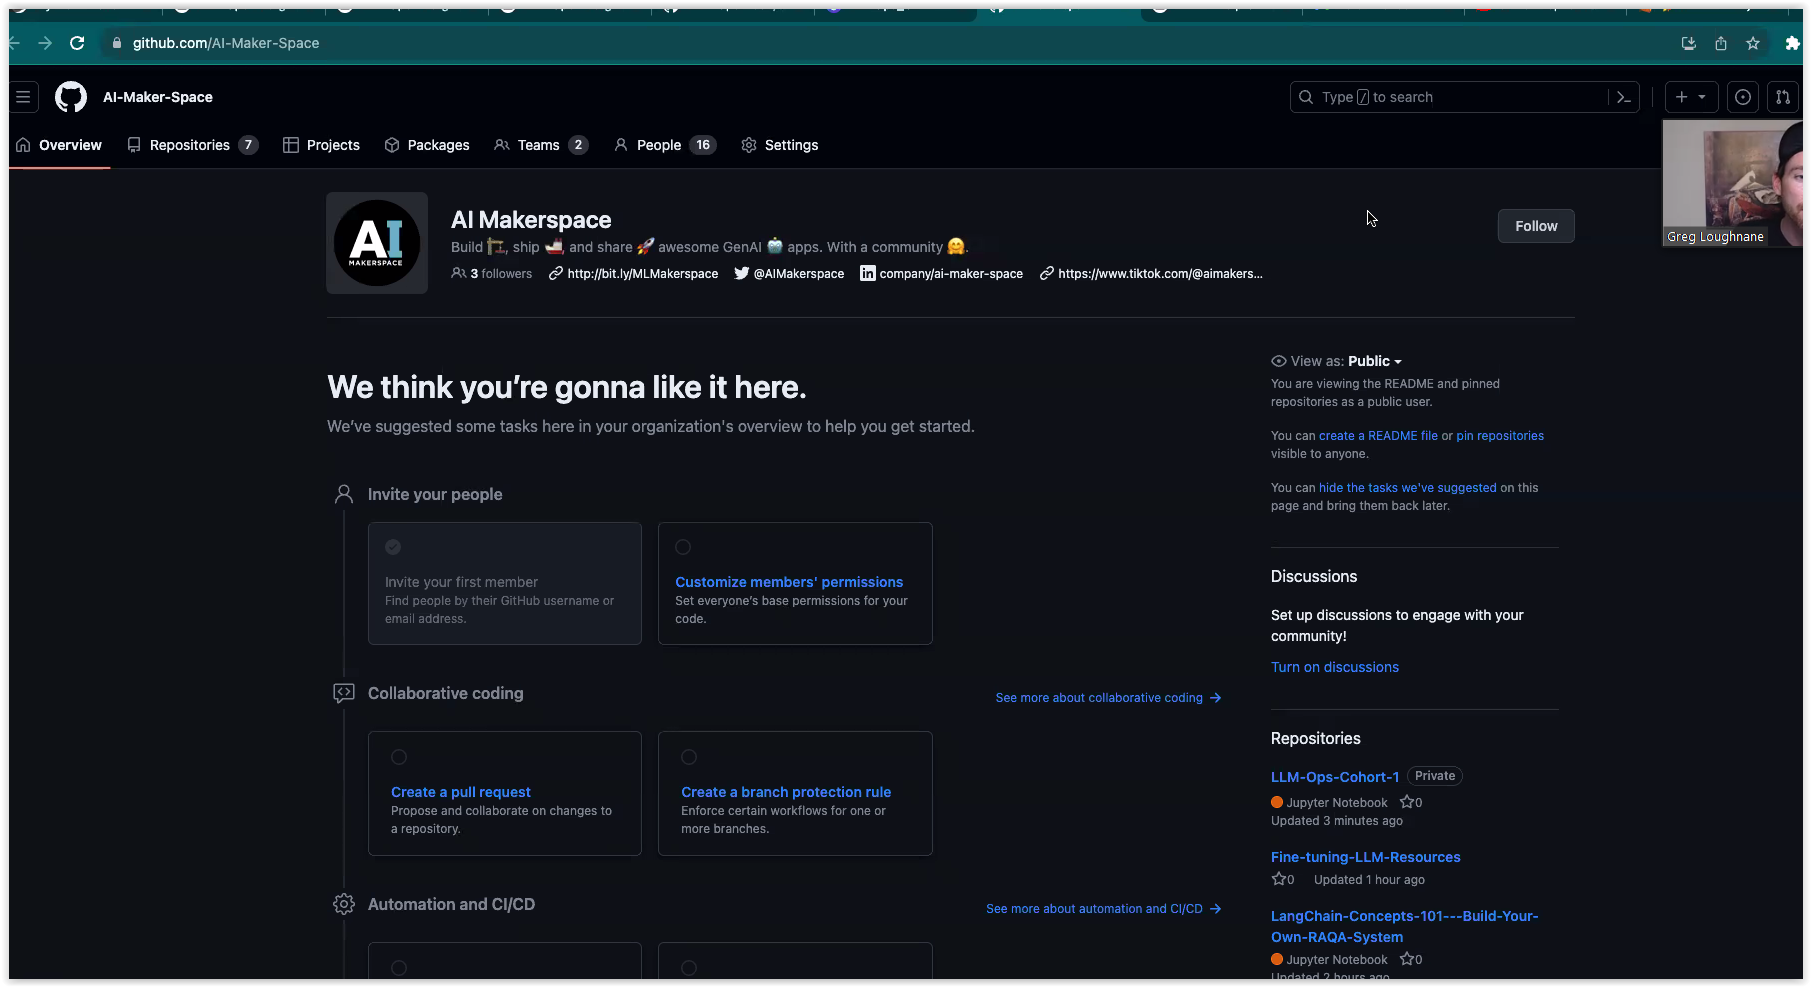 github.com/AI-Maker-Space
AI-Maker-Space
Type / to search
Overview
Repositories 7
Projects
Packages
Teams 2
People 16
Settings
AI MAKERSPACE
AI Makerspace
Build 🏗️, ship 🚢 and share 🚀 awesome GenAI 🤖 apps. With a community 🤗.
3 followers
http://bit.ly/MLMakerspace
@AIMakerspace
company/ai-maker-space
https://www.tiktok.com/@aimakers...
Follow
Greg Loughnane
We think you're gonna like it here.
We've suggested some tasks here in your organization's overview to help you get started.
Invite your people
Invite your first member
Find people by their GitHub username or
email address.
Customize members' permissions
Set everyone's base permissions for your
code.
Collaborative coding
See more about collaborative coding →
Create a pull request
Propose and collaborate on changes to
a repository.
Create a branch protection rule
Enforce certain workflows for one or
more branches.
Automation and CI/CD
See more about automation and CI/CD →
View as: Public
You are viewing the README and pinned
repositories as a public user.
You can create a README file or pin repositories
visible to anyone.
You can hide the tasks we've suggested on this
page and bring them back later.
Discussions
Set up discussions to engage with your
community!
Turn on discussions
Repositories
LLM-Ops-Cohort-1 Private
Jupyter Notebook 0
Updated 3 minutes ago
Fine-tuning-LLM-Resources
0 Updated 1 hour ago
LangChain-Concepts-101---Build-Your-
Own-RAQA-System
Jupyter Notebook 0
Updated 2 hours ago